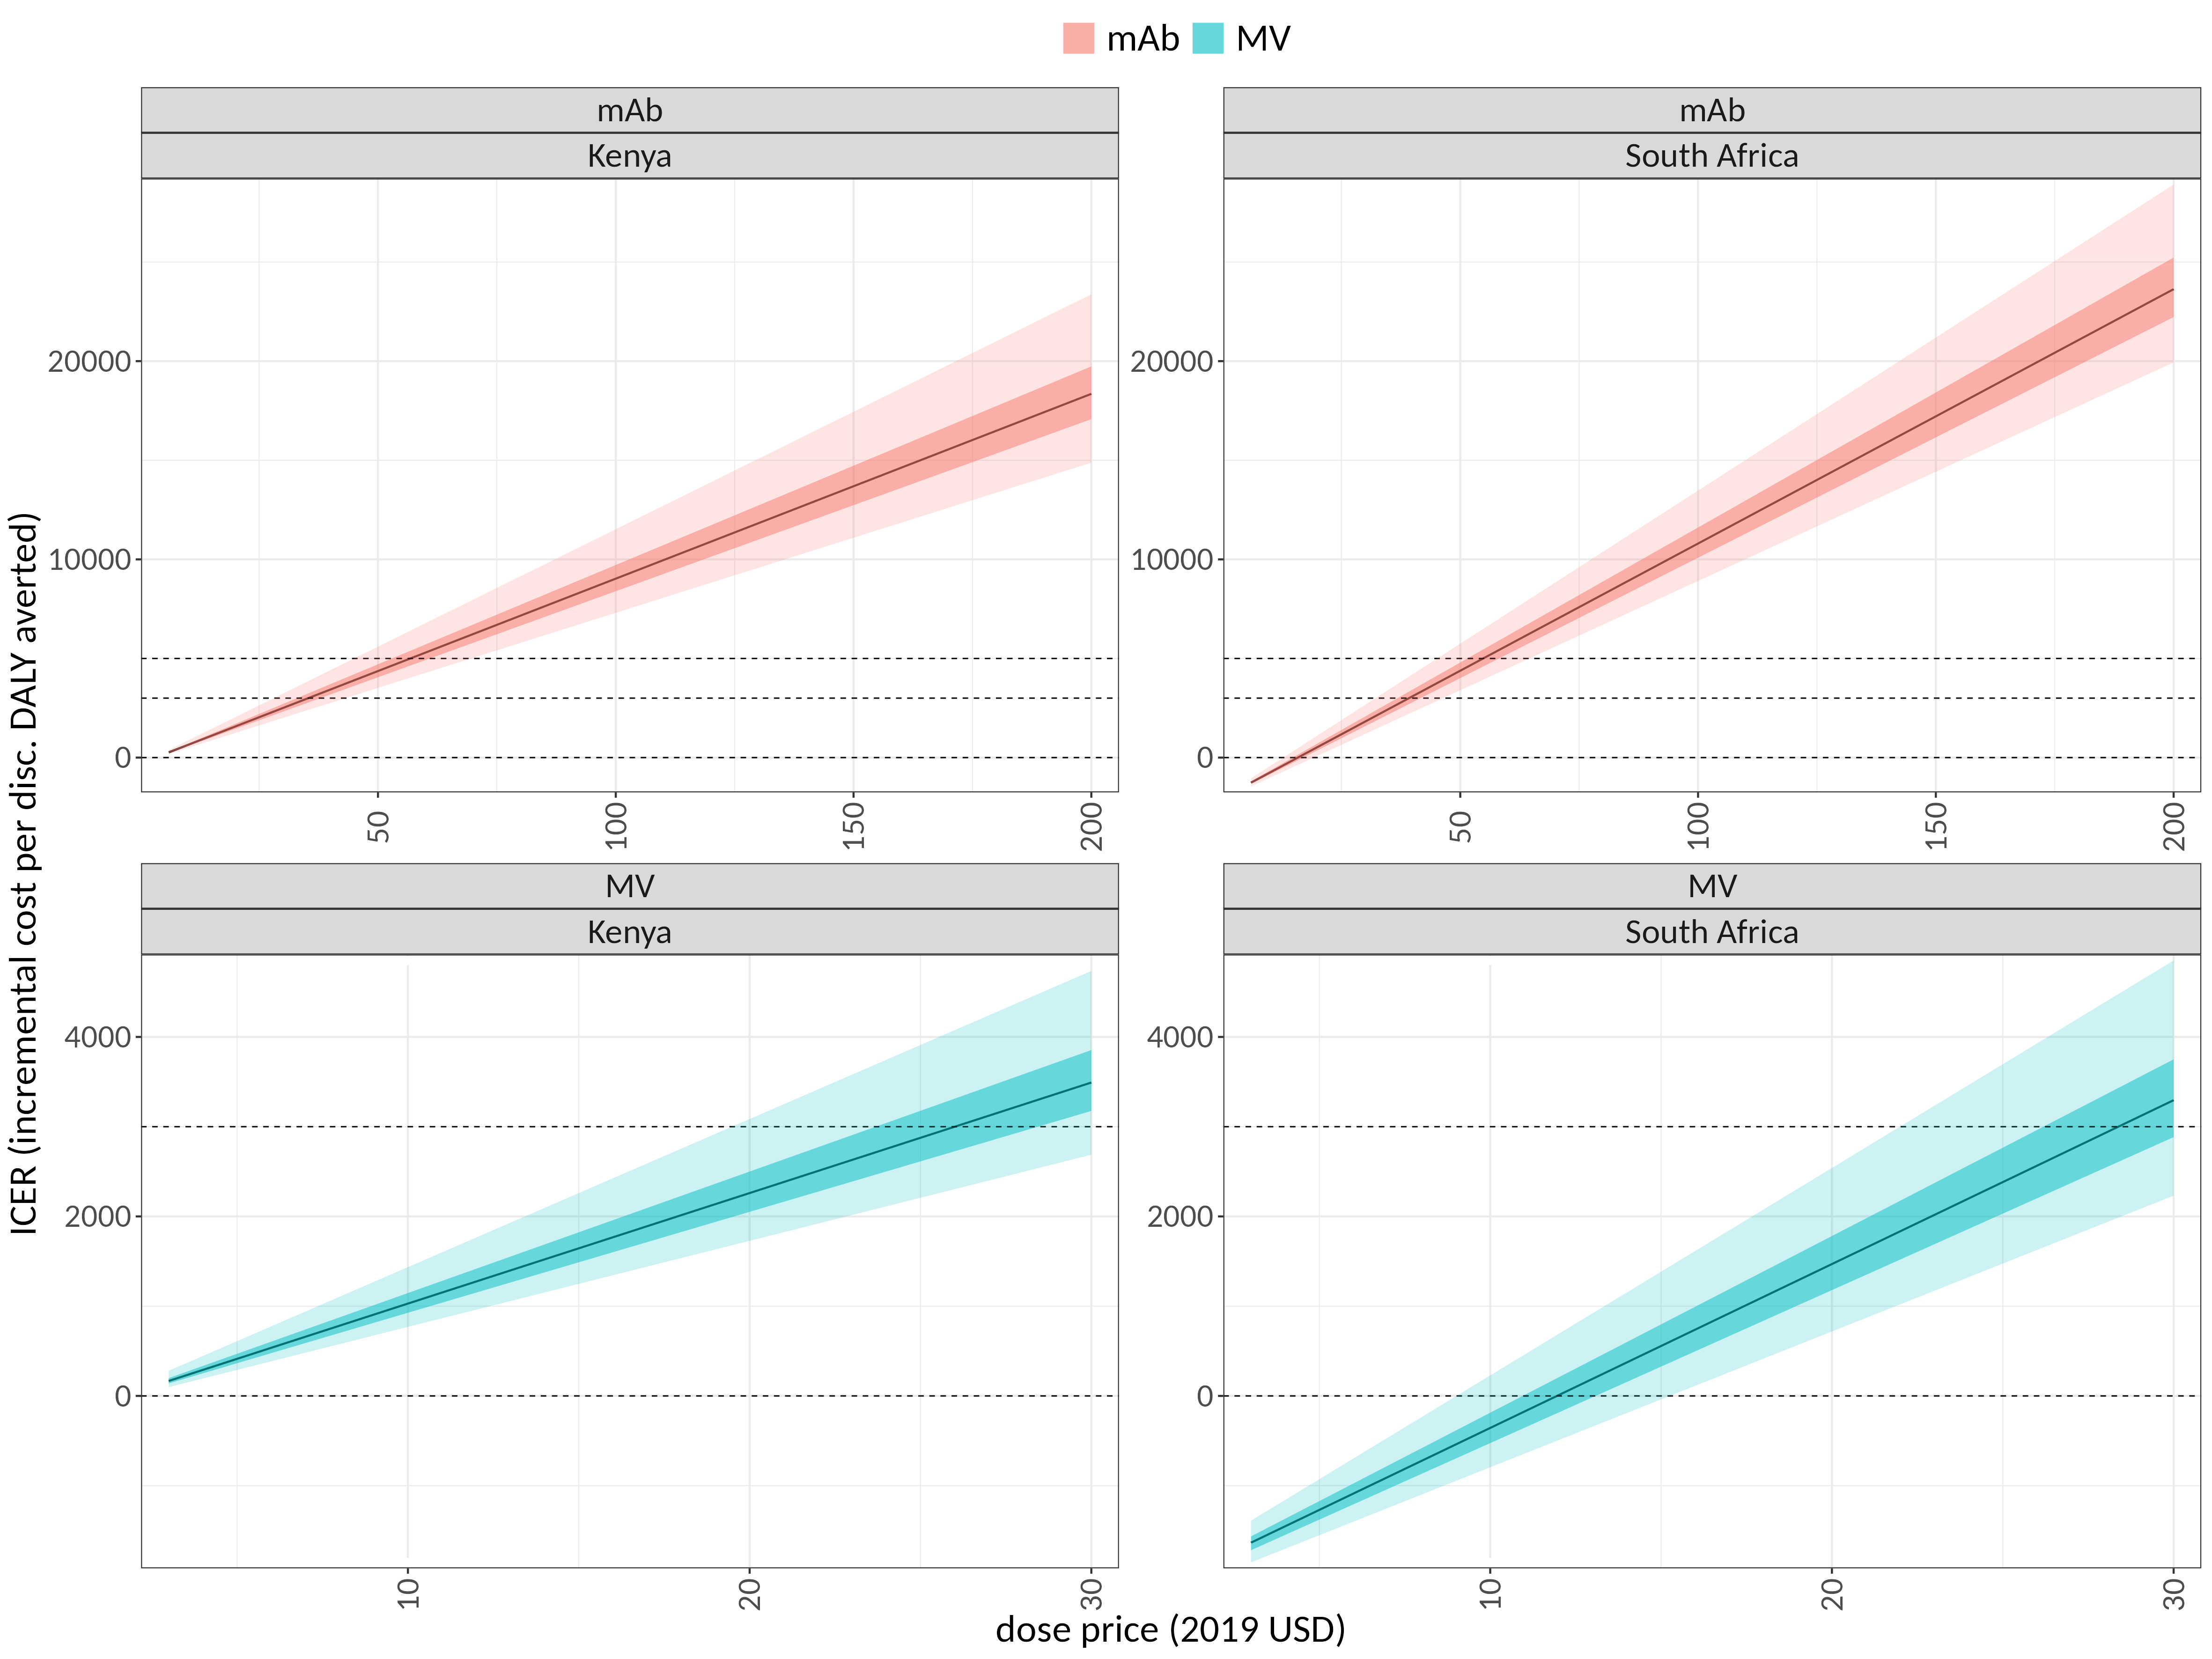 mAb MV
mAb
Kenya
mAb
South Africa
20000
10000
0
20000
10000
0
50 100 150 200
50 100 150 200
ICER (incremental cost per disc. DALY averted)
MV
Kenya
MV
South Africa
4000
2000
0
4000
2000
0
10 20 30
10 20 30
dose price (2019 USD)